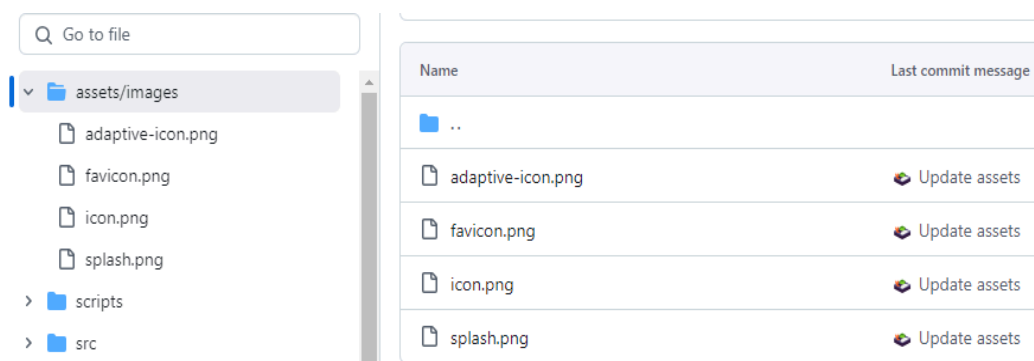 Go to file
assets/images
adaptive-icon.png
favicon.png
icon.png
splash.png
scripts
src
Name Last commit message
..
adaptive-icon.png Update assets
favicon.png Update assets
icon.png Update assets
splash.png Update assets